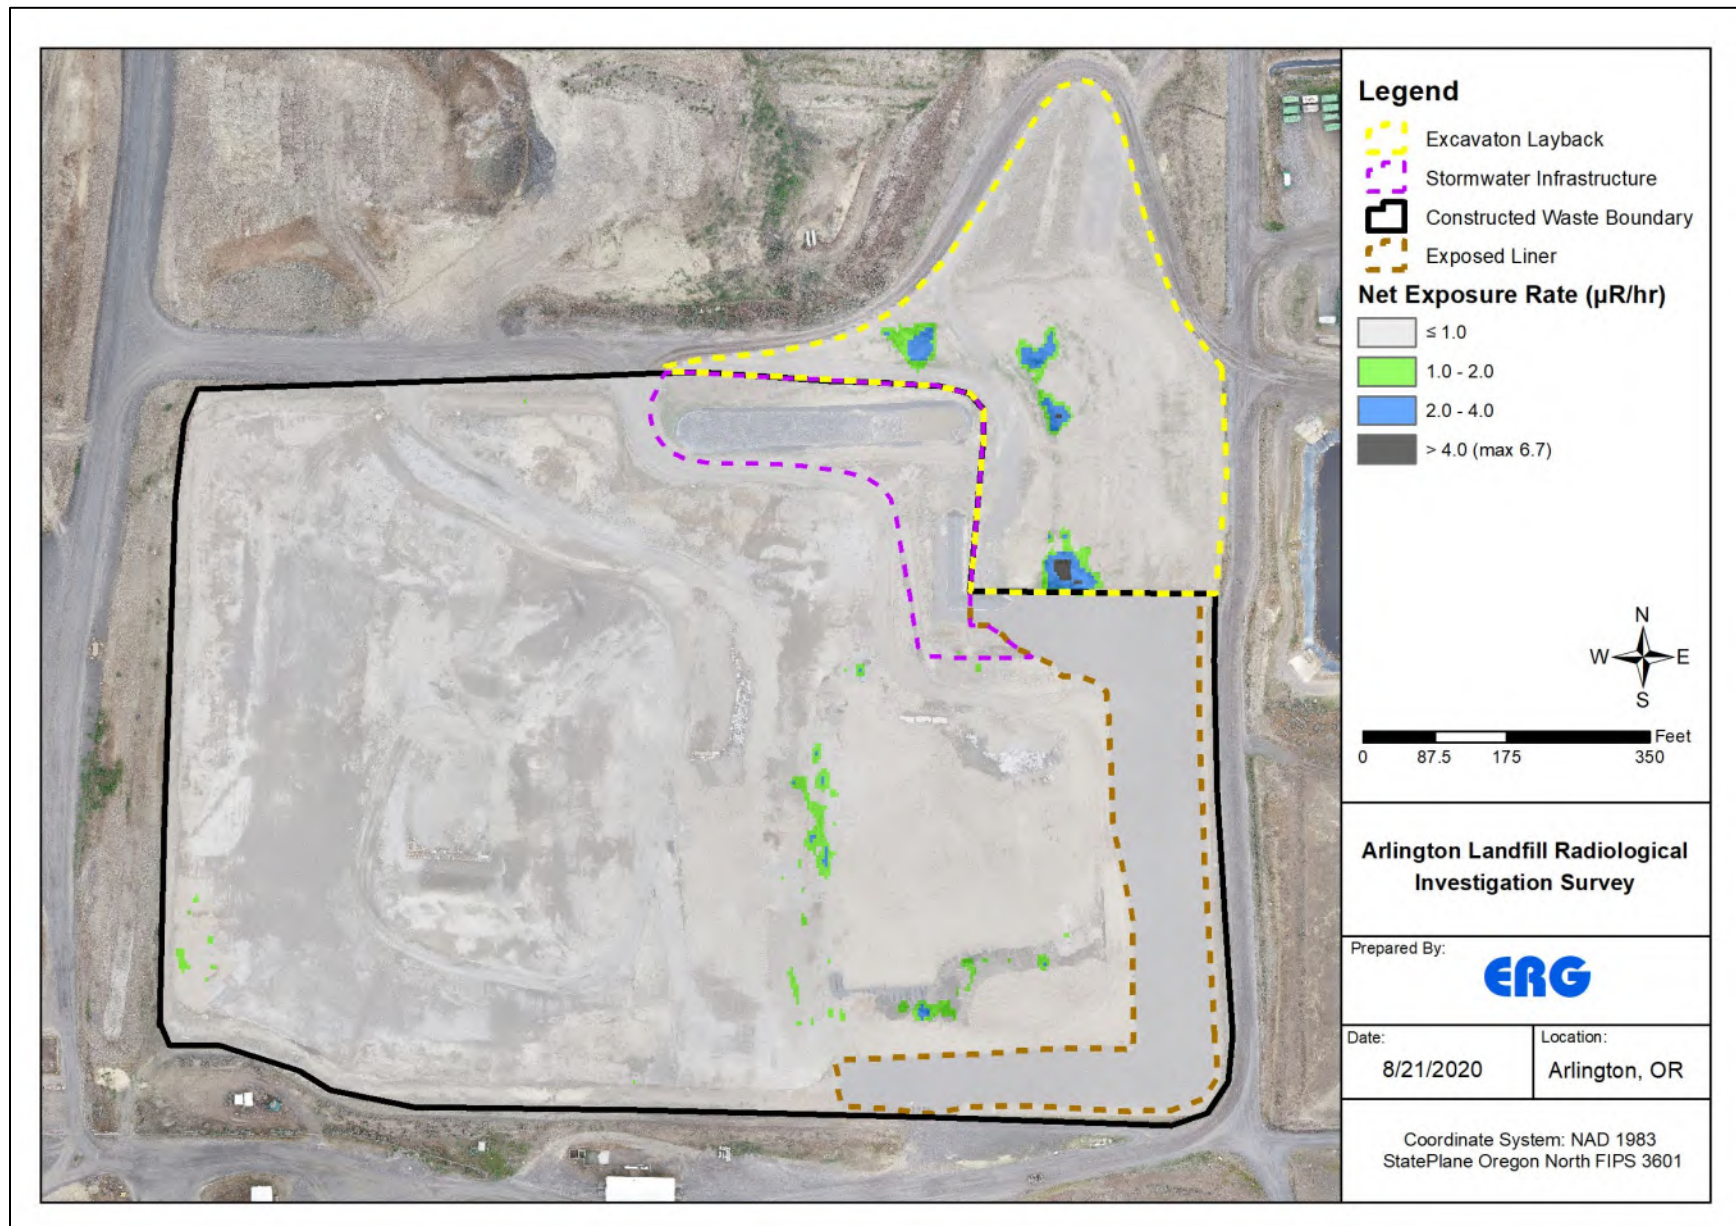 Legend
Excavaton Layback
Stormwater Infrastructure
Constructed Waste Boundary
Exposed Liner
Net Exposure Rate (µR/hr)
≤ 1.0
1.0 - 2.0
2.0 - 4.0
> 4.0 (max 6.7)
N
W E
S
Feet
0 87.5 175 350
Arlington Landfill Radiological
Investigation Survey
Prepared By:
ERG
Date:
8/21/2020
Location:
Arlington, OR
Coordinate System: NAD 1983
StatePlane Oregon North FIPS 3601